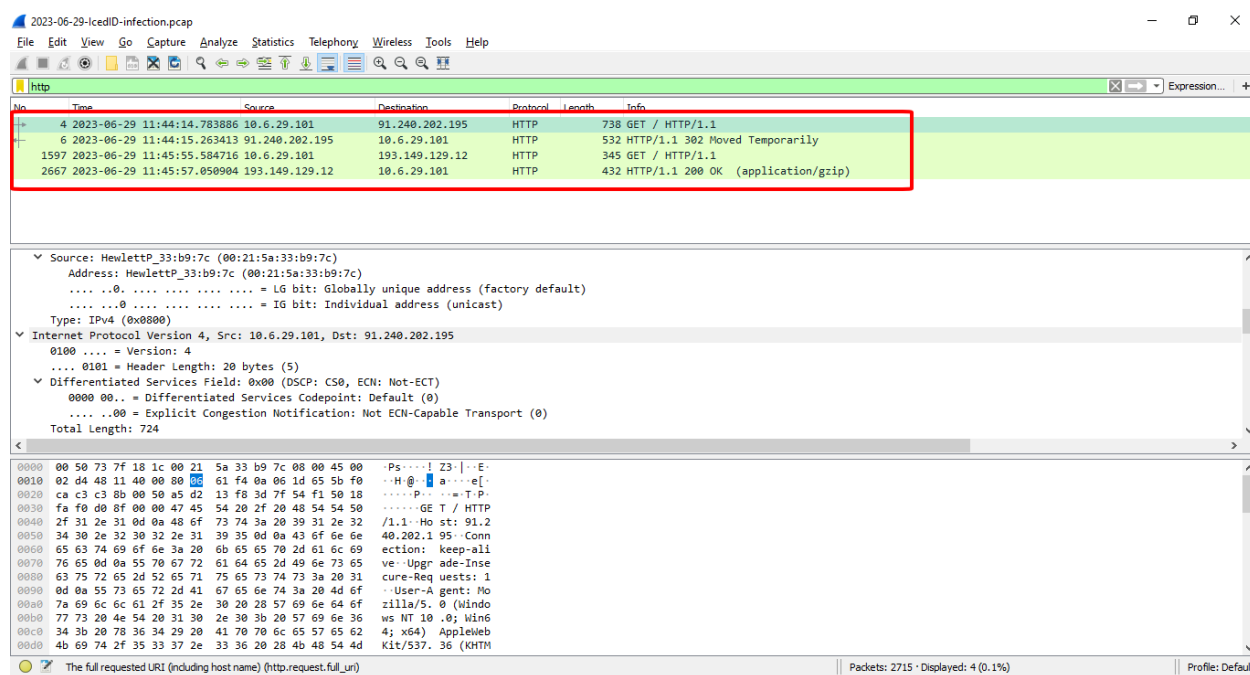 2023-06-29-IcedID-infection.pcap
File Edit View Go Capture Analyze Statistics Telephony Wireless Tools Help
http Expression... +
No. Time Source Destination Protocol Length Info
4 2023-06-29 11:44:14.783886 10.6.29.101 91.240.202.195 HTTP 738 GET / HTTP/1.1
6 2023-06-29 11:44:15.263413 91.240.202.195 10.6.29.101 HTTP 532 HTTP/1.1 302 Moved Temporarily
1597 2023-06-29 11:45:55.584716 10.6.29.101 193.149.129.12 HTTP 345 GET / HTTP/1.1
2667 2023-06-29 11:45:57.050904 193.149.129.12 10.6.29.101 HTTP 432 HTTP/1.1 200 OK (application/gzip)
Source: HewlettP_33:b9:7c (00:21:5a:33:b9:7c)
Address: HewlettP_33:b9:7c (00:21:5a:33:b9:7c)
.... ..0. .... .... .... .... = LG bit: Globally unique address (factory default)
.... ...0 .... .... .... .... = IG bit: Individual address (unicast)
Type: IPv4 (0x0800)
Internet Protocol Version 4, Src: 10.6.29.101, Dst: 91.240.202.195
0100 .... = Version: 4
.... 0101 = Header Length: 20 bytes (5)
Differentiated Services Field: 0x00 (DSCP: CS0, ECN: Not-ECT)
0000 00.. = Differentiated Services Codepoint: Default (0)
.... ..00 = Explicit Congestion Notification: Not ECN-Capable Transport (0)
Total Length: 724
0000 00 50 73 7f 18 1c 00 21 5a 33 b9 7c 08 00 45 00 ·Ps····! Z3·|··E·
0010 02 d4 48 11 40 00 80 06 61 f4 0a 06 1d 65 5b f0 ··H·@··· a····e[·
0020 ca c3 c3 8b 00 50 a5 d2 13 f8 3d 7f 54 f1 50 18 ·····P·· ··=·T·P·
0030 fa f0 d0 8f 00 00 47 45 54 20 2f 20 48 54 54 50 ······GE T / HTTP
0040 2f 31 2e 31 0d 0a 48 6f 73 74 3a 20 39 31 2e 32 /1.1··Ho st: 91.2
0050 34 30 2e 32 30 32 2e 31 39 35 0d 0a 43 6f 6e 6e 40.202.1 95··Conn
0060 65 63 74 69 6f 6e 3a 20 6b 65 65 70 2d 61 6c 69 ection: keep-ali
0070 76 65 0d 0a 55 70 67 72 61 64 65 2d 49 6e 73 65 ve··Upgr ade-Inse
0080 63 75 72 65 2d 52 65 71 75 65 73 74 73 3a 20 31 cure-Req uests: 1
0090 0d 0a 55 73 65 72 2d 41 67 65 6e 74 3a 20 4d 6f ··User-A gent: Mo
00a0 7a 69 6c 6c 61 2f 35 2e 30 20 28 57 69 6e 64 6f zilla/5. 0 (Windo
00b0 77 73 20 4e 54 20 31 30 2e 30 3b 20 57 69 6e 36 ws NT 10 .0; Win6
00c0 34 3b 20 78 36 34 29 20 41 70 70 6c 65 57 65 62 4; x64) AppleWeb
00d0 4b 69 74 2f 35 33 37 2e 33 36 20 28 4b 48 54 4d Kit/537. 36 (KHTM
The full requested URI (including host name) (http.request.full_uri) Packets: 2715 · Displayed: 4 (0.1%) Profile: Defaul